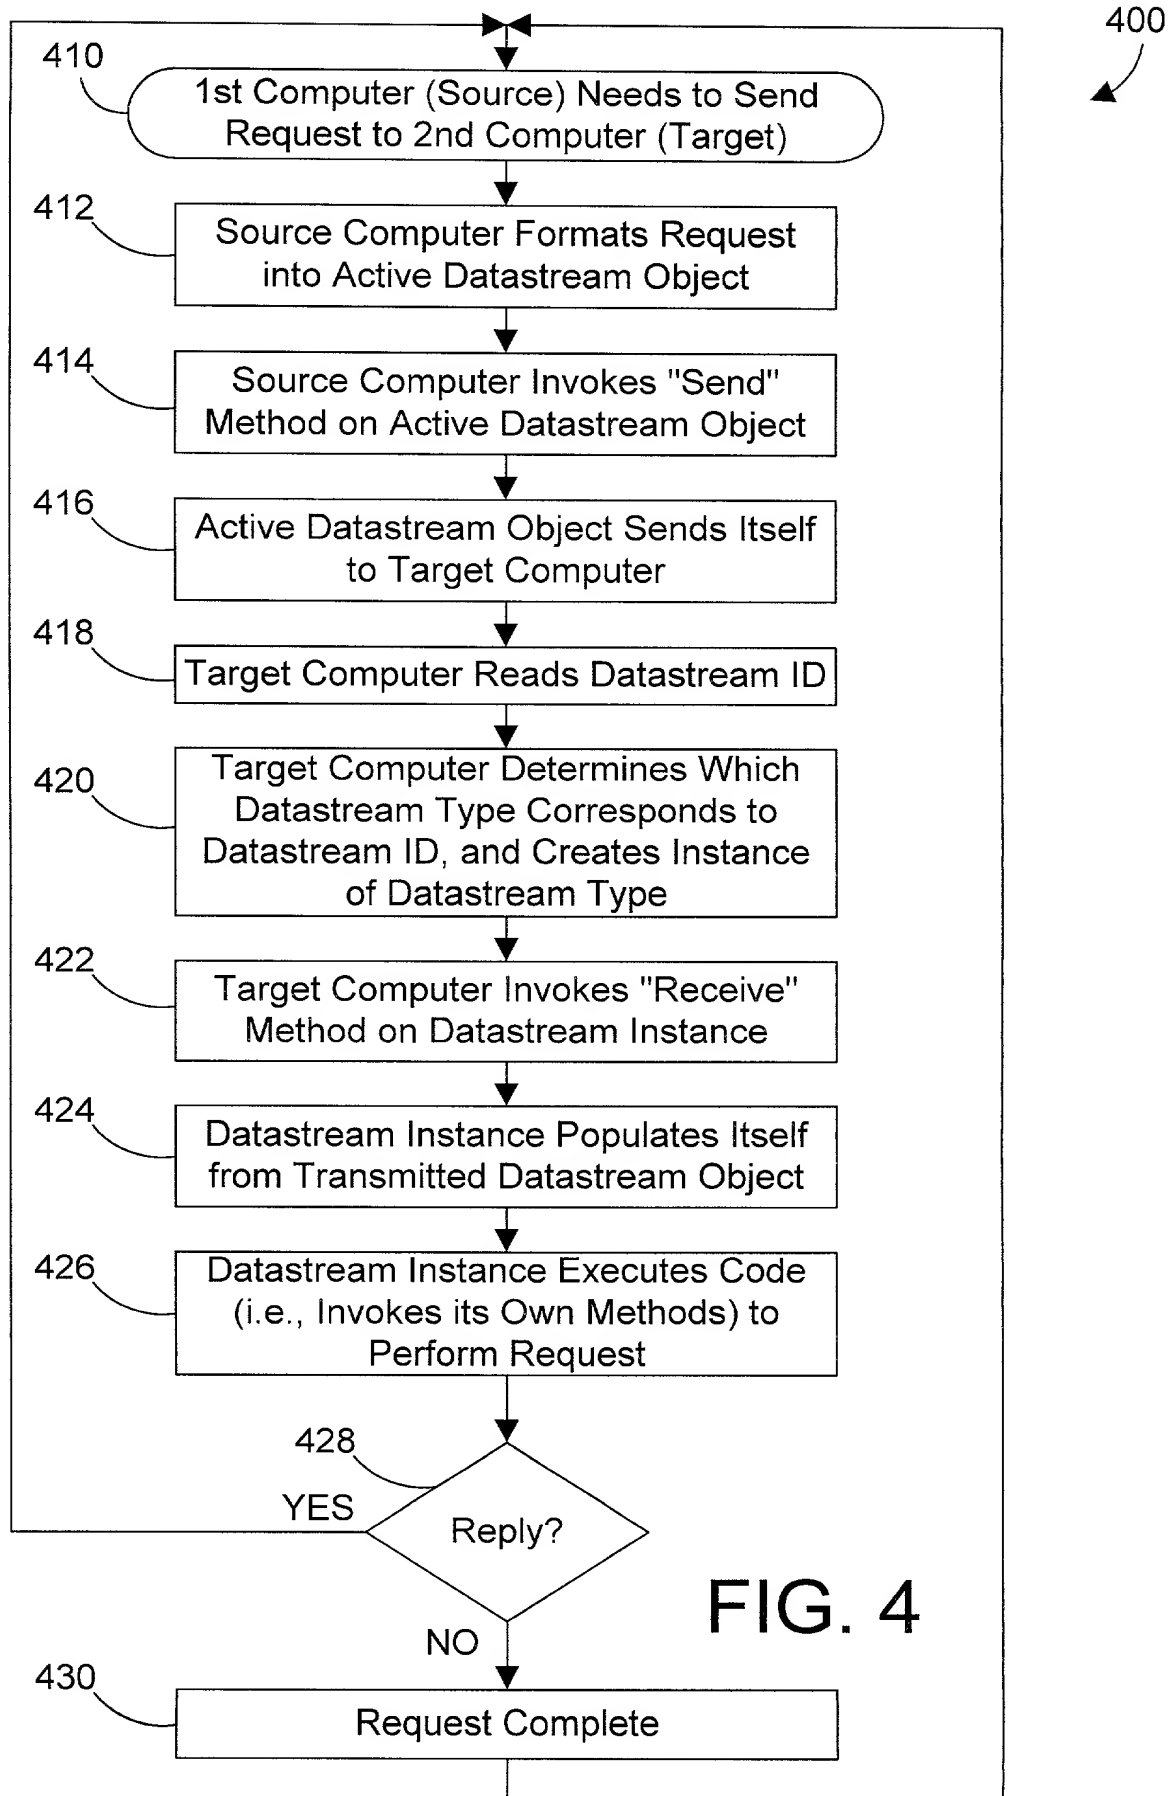 400
410
1st Computer (Source) Needs to Send
Request to 2nd Computer (Target)
412
Source Computer Formats Request
into Active Datastream Object
414
Source Computer Invokes "Send"
Method on Active Datastream Object
416
Active Datastream Object Sends Itself
to Target Computer
418
Target Computer Reads Datastream ID
420
Target Computer Determines Which
Datastream Type Corresponds to
Datastream ID, and Creates Instance
of Datastream Type
422
Target Computer Invokes "Receive"
Method on Datastream Instance
424
Datastream Instance Populates Itself
from Transmitted Datastream Object
426
Datastream Instance Executes Code
(i.e., Invokes its Own Methods) to
Perform Request
428
YES
Reply?
FIG. 4
NO
430
Request Complete